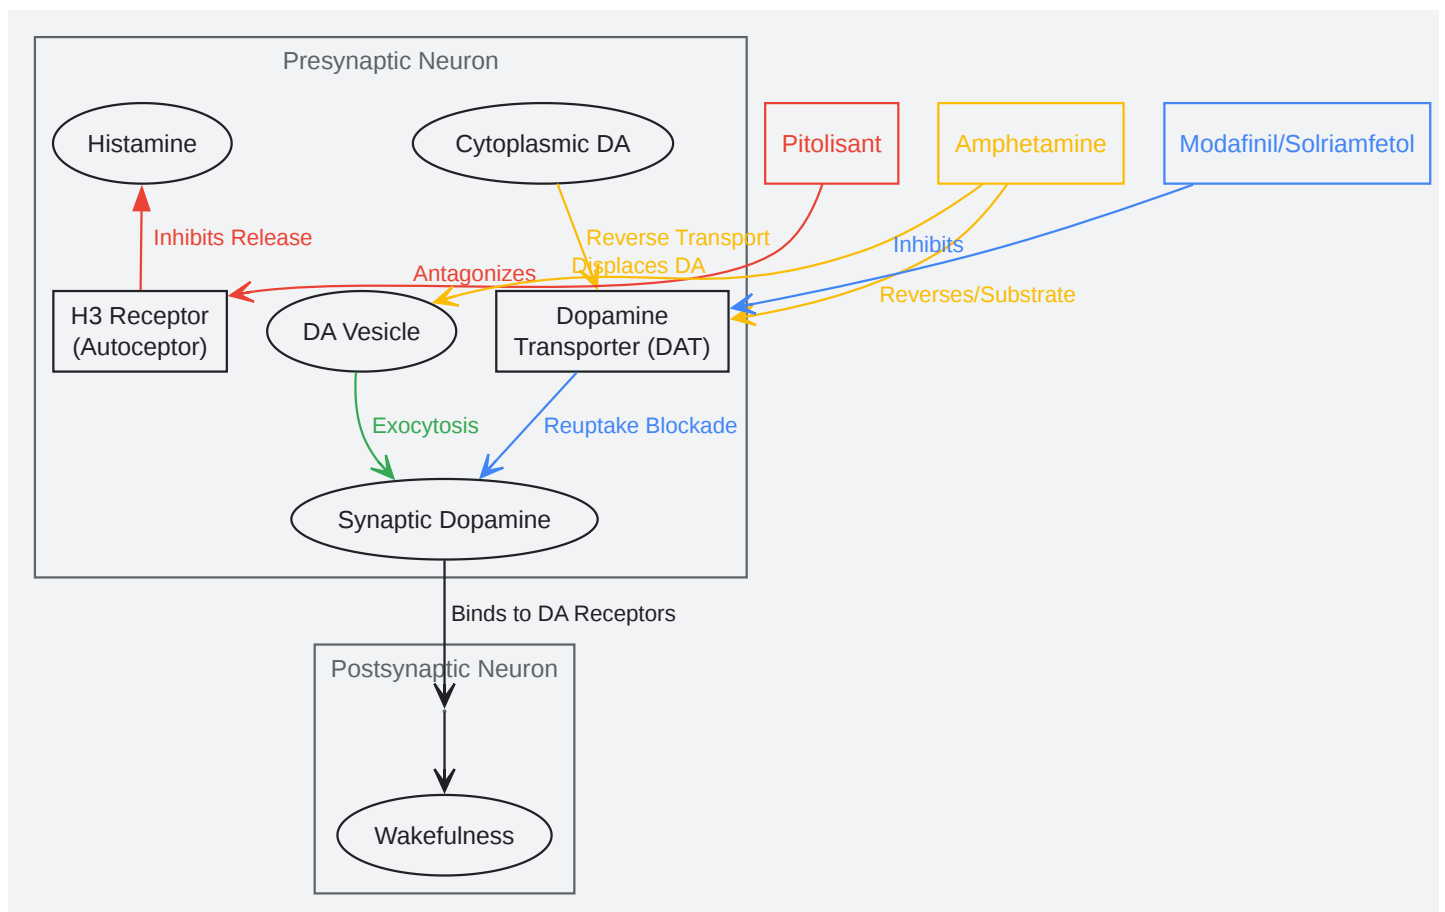 Presynaptic Neuron
Histamine
Cytoplasmic DA
Pitolisant
Amphetamine
Modafinil/Solriamfetol
Inhibits Release
Reverse Transport
Inhibits
Displaces DA
Antagonizes
Reverses/Substrate
H3 Receptor
(Autoceptor)
DA Vesicle
Dopamine
Transporter (DAT)
Exocytosis
Reuptake Blockade
Synaptic Dopamine
Binds to DA Receptors
Postsynaptic Neuron
Wakefulness